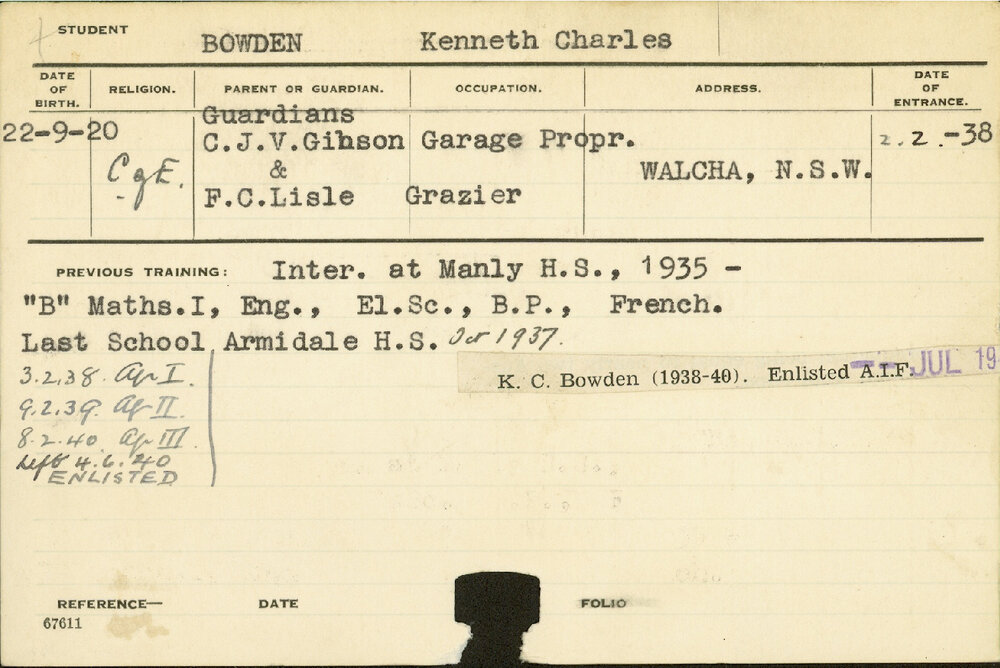 STUDENT BOWDEN Kenneth Charles
DATE OF BIRTH. RELIGION. PARENT OR GUARDIAN. OCCUPATION. ADDRESS. DATE OF ENTRANCE.
Guardians
22-9-20 C.J.V.Gibson Garage Propr. 2.2.-38
C of E. & WALCHA, N.S.W.
F.C.Lisle Grazier
PREVIOUS TRAINING: Inter. at Manly H.S., 1935 -
"B" Maths.I, Eng., El.Sc., B.P., French.
Last School Armidale H.S. Oct 1937.
3.2.38. Ag I.
9.2.39. Ag II.
8.2.40. Ag III.
Left 4.6.40
ENLISTED
K. C. Bowden (1938-40). Enlisted A.I.F. JUL 19
REFERENCE— DATE FOLIO
67611